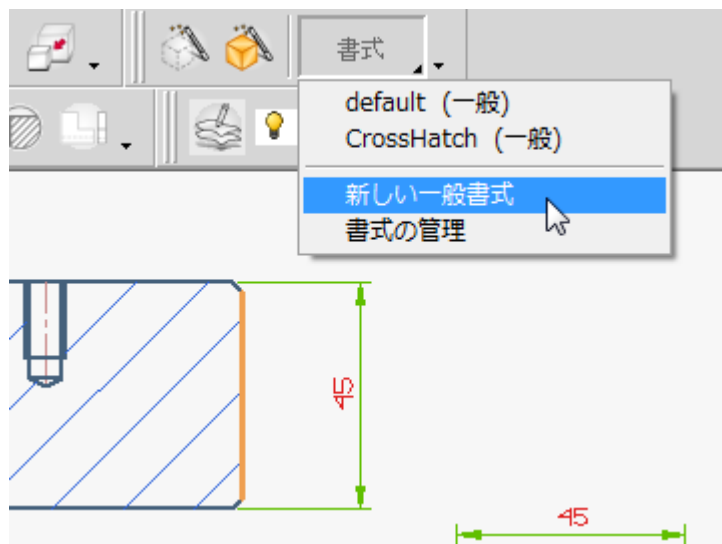 書式
default (一般)
CrossHatch (一般)
新しい一般書式
書式の管理
45
45